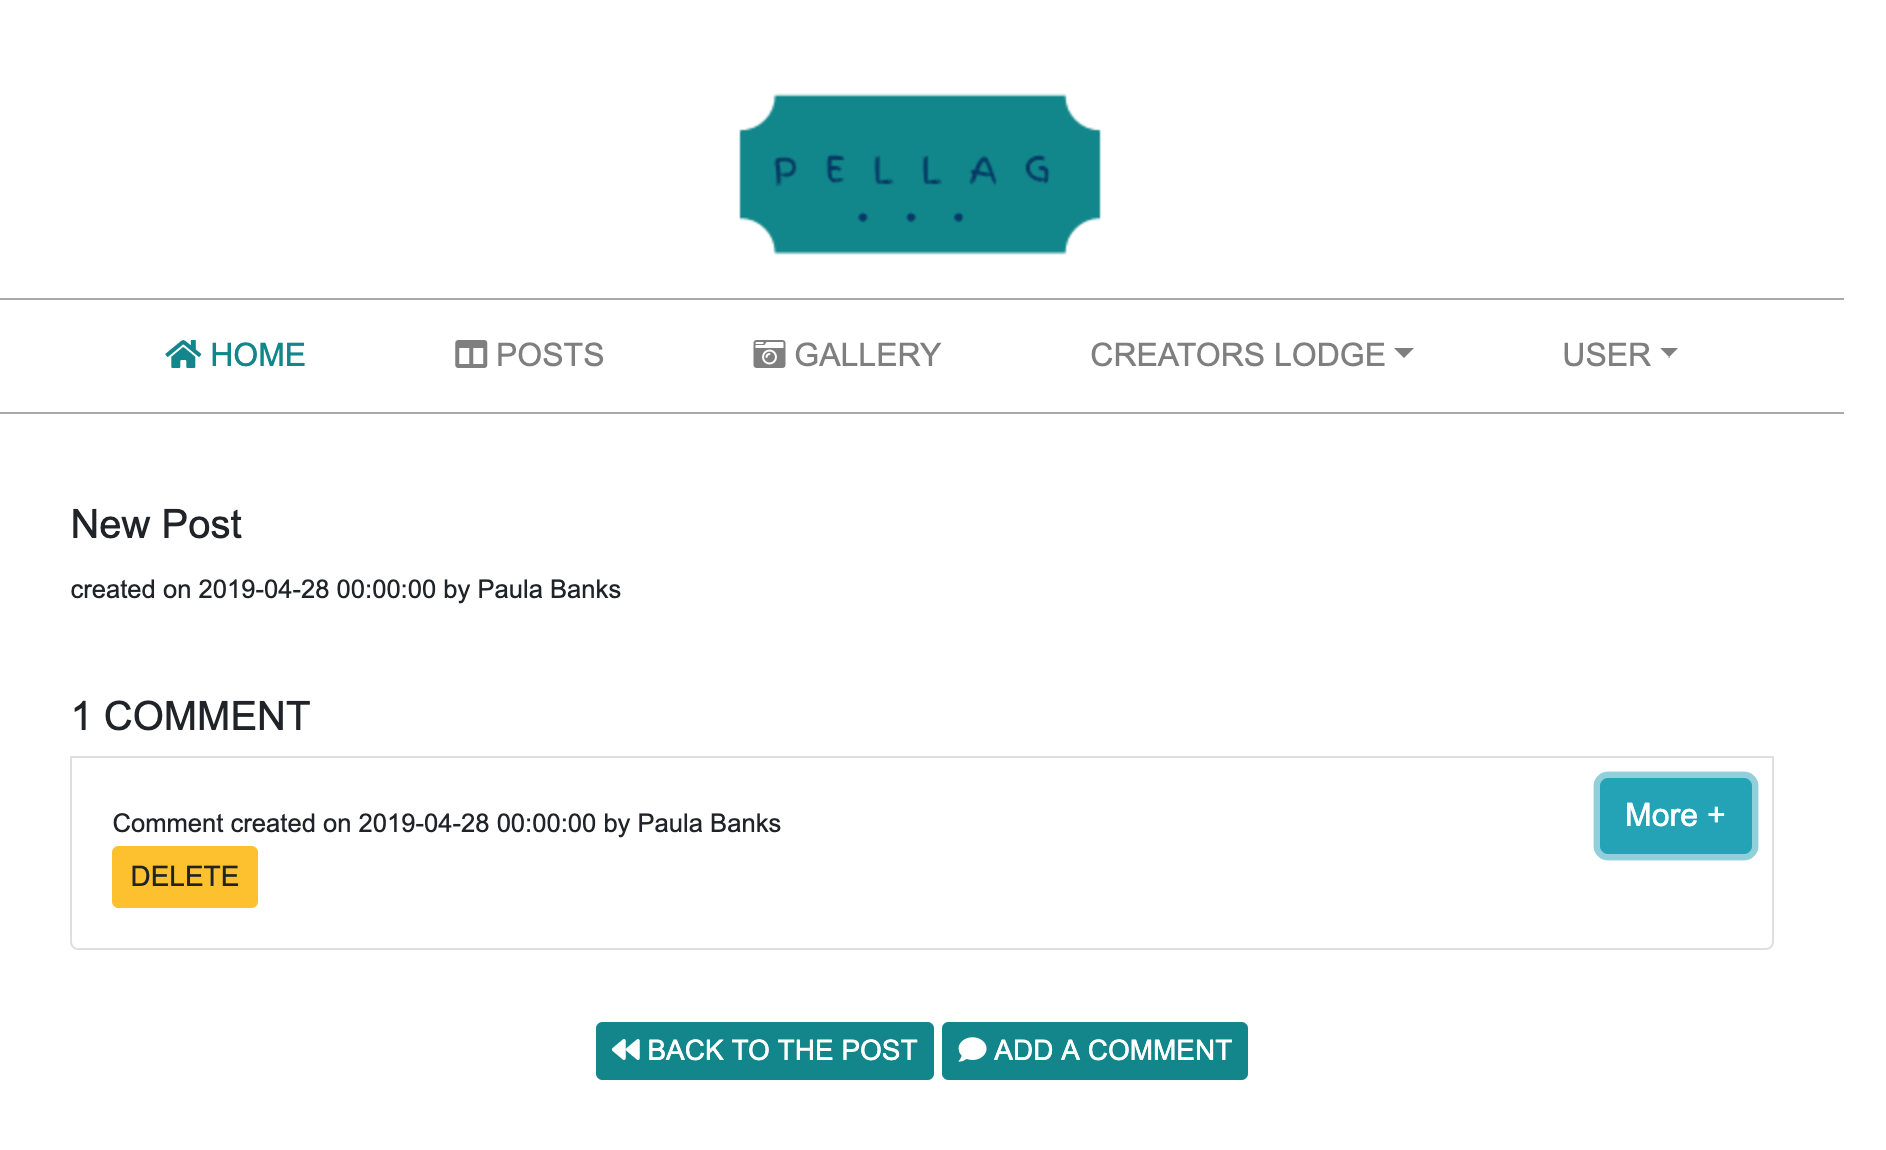 PELLAG
HOME POSTS GALLERY CREATORS LODGE USER
New Post
created on 2019-04-28 00:00:00 by Paula Banks
1 COMMENT
More +
Comment created on 2019-04-28 00:00:00 by Paula Banks
DELETE
BACK TO THE POST ADD A COMMENT